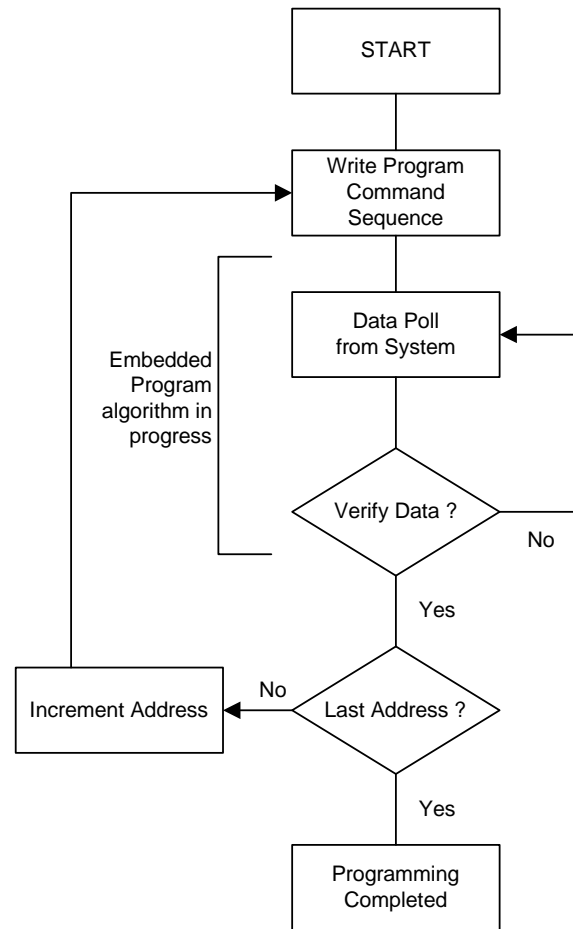 START
Write Program
Command
Sequence
Data Poll
from System
Embedded
Program
algorithm in
progress
Verify Data ?
No
Yes
No
Increment Address
Last Address ?
Yes
Programming
Completed